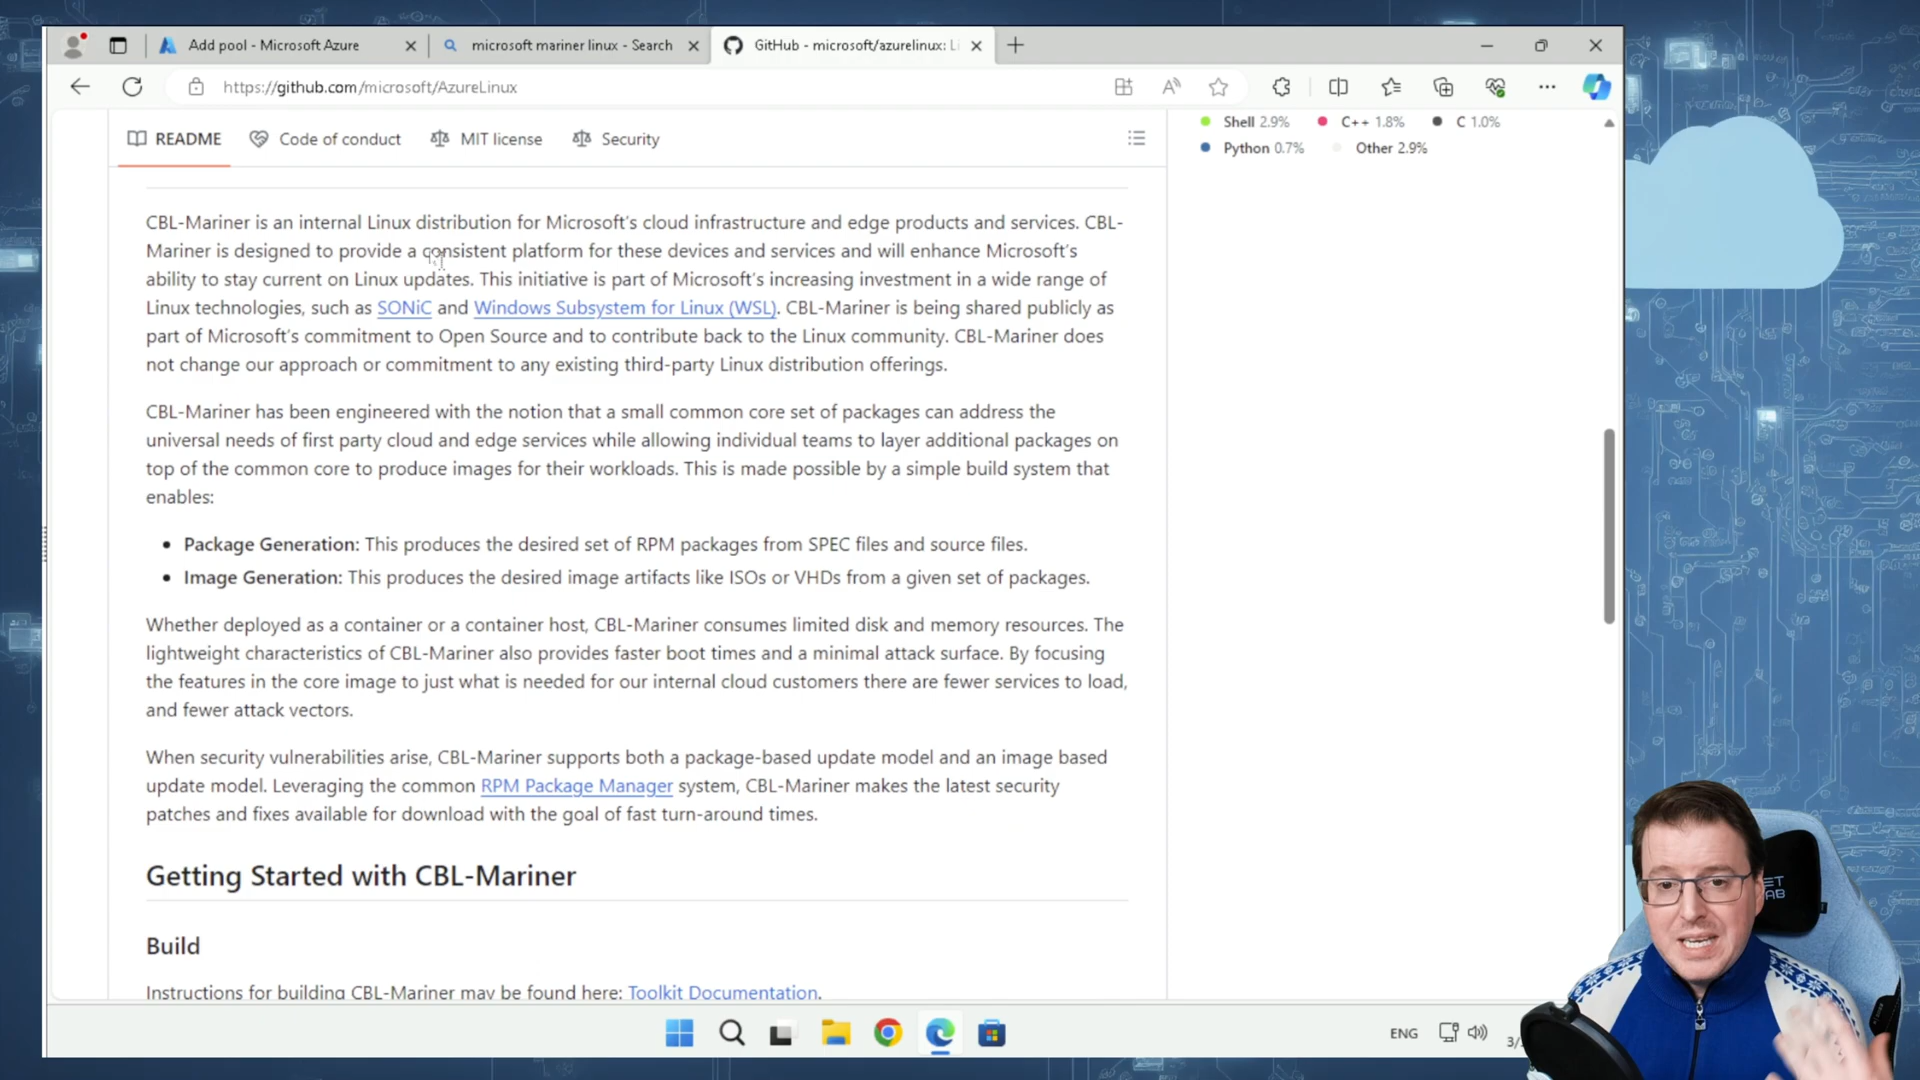 Add pool - Microsoft Azure
microsoft mariner linux - Search
GitHub - microsoft/azurelinux: Li
https://github.com/microsoft/AzureLinux
README
Code of conduct
MIT license
Security
Shell 2.9%
C++ 1.8%
C 1.0%
Python 0.7%
Other 2.9%
CBL-Mariner is an internal Linux distribution for Microsoft's cloud infrastructure and edge products and services. CBL-
Mariner is designed to provide a consistent platform for these devices and services and will enhance Microsoft's
ability to stay current on Linux updates. This initiative is part of Microsoft's increasing investment in a wide range of
Linux technologies, such as SONiC and Windows Subsystem for Linux (WSL). CBL-Mariner is being shared publicly as
part of Microsoft's commitment to Open Source and to contribute back to the Linux community. CBL-Mariner does
not change our approach or commitment to any existing third-party Linux distribution offerings.
CBL-Mariner has been engineered with the notion that a small common core set of packages can address the
universal needs of first party cloud and edge services while allowing individual teams to layer additional packages on
top of the common core to produce images for their workloads. This is made possible by a simple build system that
enables:
• Package Generation: This produces the desired set of RPM packages from SPEC files and source files.
• Image Generation: This produces the desired image artifacts like ISOs or VHDs from a given set of packages.
Whether deployed as a container or a container host, CBL-Mariner consumes limited disk and memory resources. The
lightweight characteristics of CBL-Mariner also provides faster boot times and a minimal attack surface. By focusing
the features in the core image to just what is needed for our internal cloud customers there are fewer services to load,
and fewer attack vectors.
When security vulnerabilities arise, CBL-Mariner supports both a package-based update model and an image based
update model. Leveraging the common RPM Package Manager system, CBL-Mariner makes the latest security
patches and fixes available for download with the goal of fast turn-around times.
Getting Started with CBL-Mariner
Build
Instructions for building CBL-Mariner may be found here: Toolkit Documentation.
ENG
3/